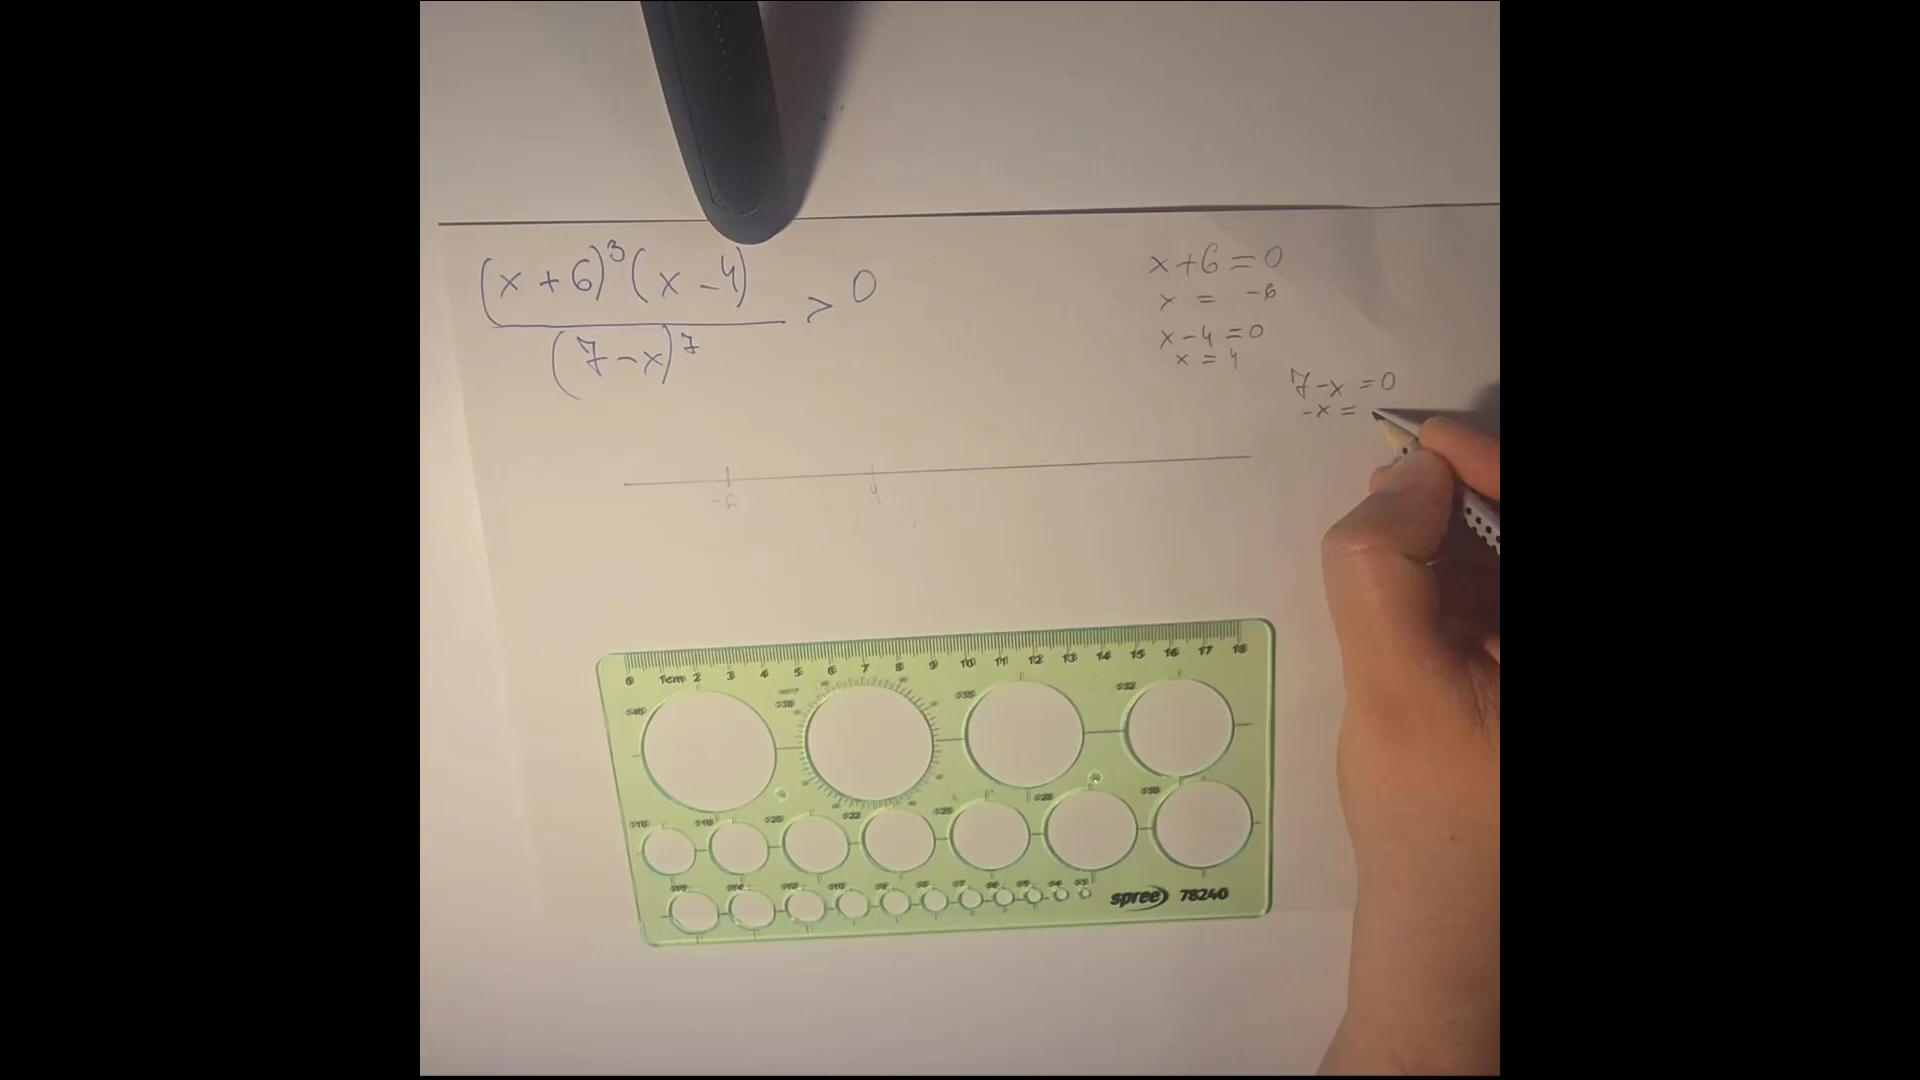 (x+6)³(x-4)
> 0
(7-x)⁷
x+6=0
x = -6
x-4=0
x = 4
7-x=0
-x=
-6 4
0 1cm 2 3 4 5 6 7 8 9 10 11 12 13 14 15 16 17 18
spree 78240